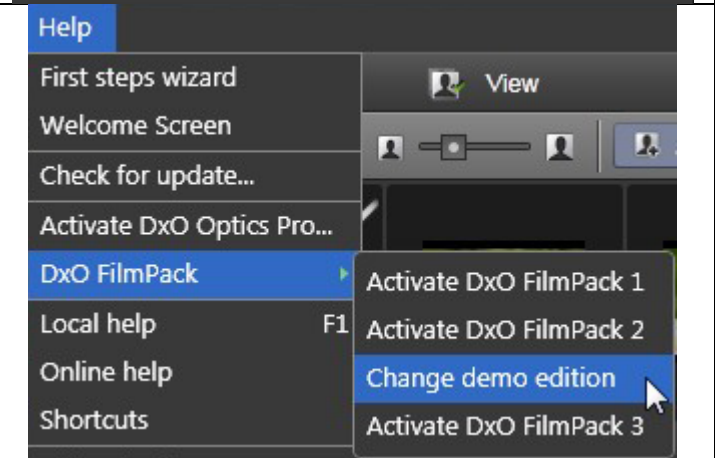 Help
First steps wizard
View
Welcome Screen
Check for update...
Activate DxO Optics Pro...
DxO FilmPack
Activate DxO FilmPack 1
Local help F1
Activate DxO FilmPack 2
Online help
Change demo edition
Shortcuts
Activate DxO FilmPack 3